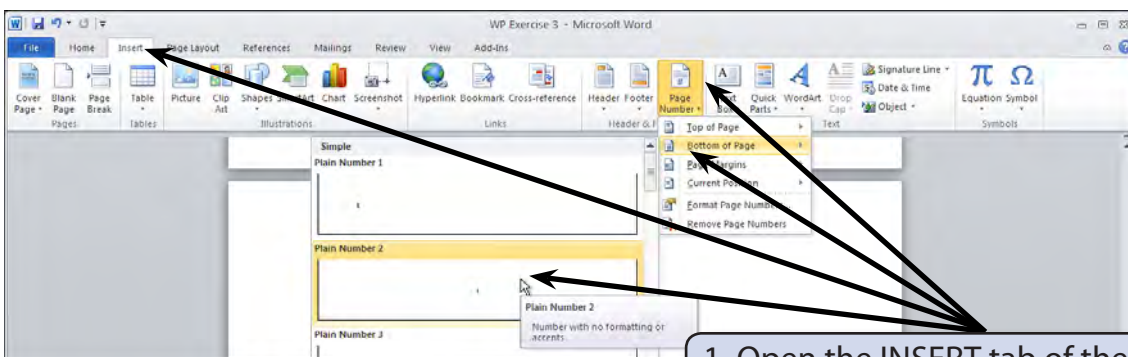 WP Exercise 3 - Microsoft Word
File Home Insert Page Layout References Mailings Review View Add-Ins
Cover Page Blank Page Page Break Table Picture Clip Art Shapes SmartArt Chart Screenshot Hyperlink Bookmark Cross-reference Header Footer Page Number Text Box Quick Parts WordArt Drop Cap Signature Line Equation Symbol
Date & Time
Object
Pages Tables Illustrations Links Header & F Text Symbols
Top of Page
Bottom of Page
Page Margins
Current Position
Format Page Numbers...
Remove Page Numbers
Simple
Plain Number 1
1
Plain Number 2
1
Plain Number 2
Number with no formatting or
accents
Plain Number 3
1. Open the INSERT tab of the